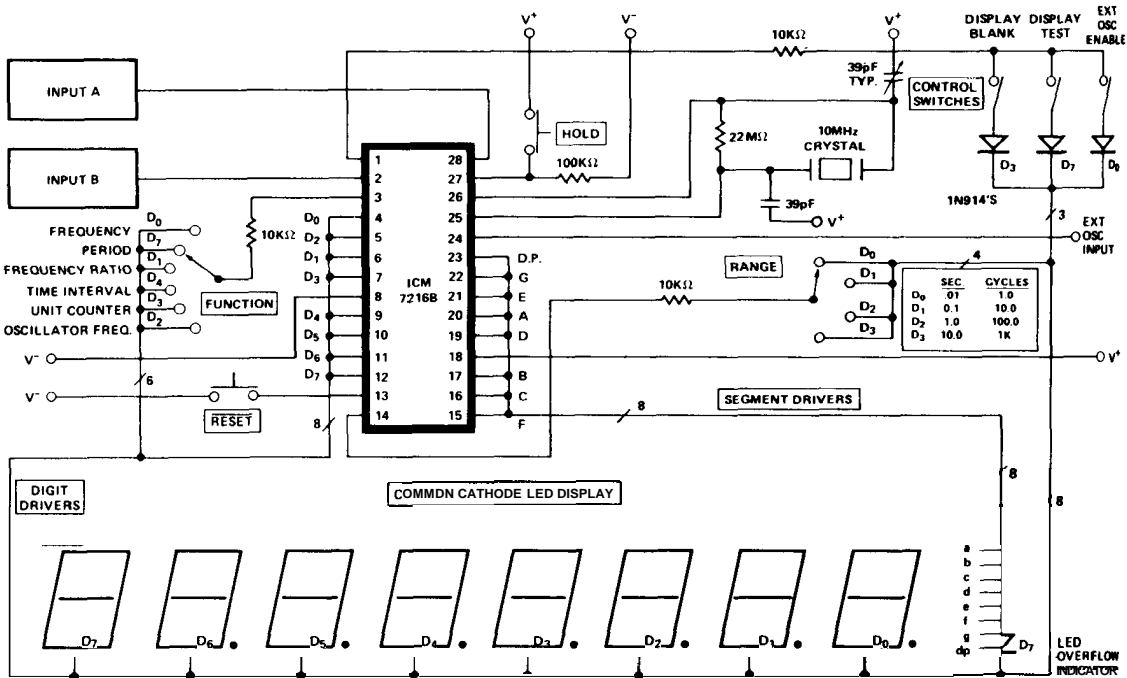 V+
V−
V+
DISPLAY BLANK
DISPLAY TEST
EXT OSC ENABLE
10KΩ
39pF TYP.
CONTROL SWITCHES
INPUT A
HOLD
22MΩ
10MHz CRYSTAL
D3
D7
D0
INPUT B
100KΩ
39pF
V+
1N914'S
3
1
2
3
4
5
6
7
8
9
10
11
12
13
14
28
27
26
25
24
23
22
21
20
19
18
17
16
15
ICM 7216B
EXT OSC INPUT
FREQUENCY D0
PERIOD D7
FREQUENCY RATIO D1
TIME INTERVAL D4
UNIT COUNTER D3
OSCILLATOR FREQ. D2
10KΩ
FUNCTION
D0
D2
D1
D3
D4
D5
D6
D7
D.P.
G
E
A
D
B
C
F
RANGE
10KΩ
D0
D1
D2
D3
4
SEC CYCLES
D0 .01 1.0
D1 0.1 10.0
D2 1.0 100.0
D3 10.0 1K
V−
V+
6
V−
RESET
8
SEGMENT DRIVERS
8
DIGIT DRIVERS
COMMDN CATHODE LED DISPLAY
8
8
a
b
c
d
e
f
g
dp
D7
D7
D6
D5
D4
D3
D2
D1
D0
LED OVERFLOW INDICATOR